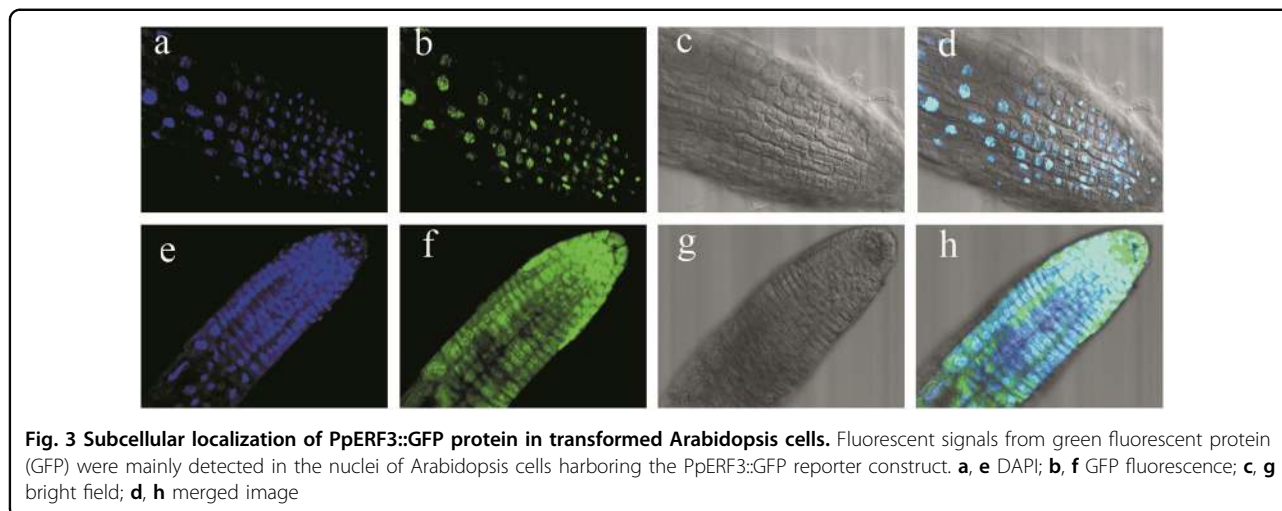 a
b
c
d
e
f
g
h
Fig. 3 Subcellular localization of PpERF3::GFP protein in transformed Arabidopsis cells. Fluorescent signals from green fluorescent protein
(GFP) were mainly detected in the nuclei of Arabidopsis cells harboring the PpERF3::GFP reporter construct. a, e DAPI; b, f GFP fluorescence; c, g
bright field; d, h merged image